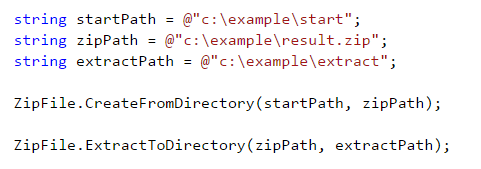 string startPath = @"c:\example\start";
string zipPath = @"c:\example\result.zip";
string extractPath = @"c:\example\extract";
ZipFile.CreateFromDirectory(startPath, zipPath);
ZipFile.ExtractToDirectory(zipPath, extractPath);